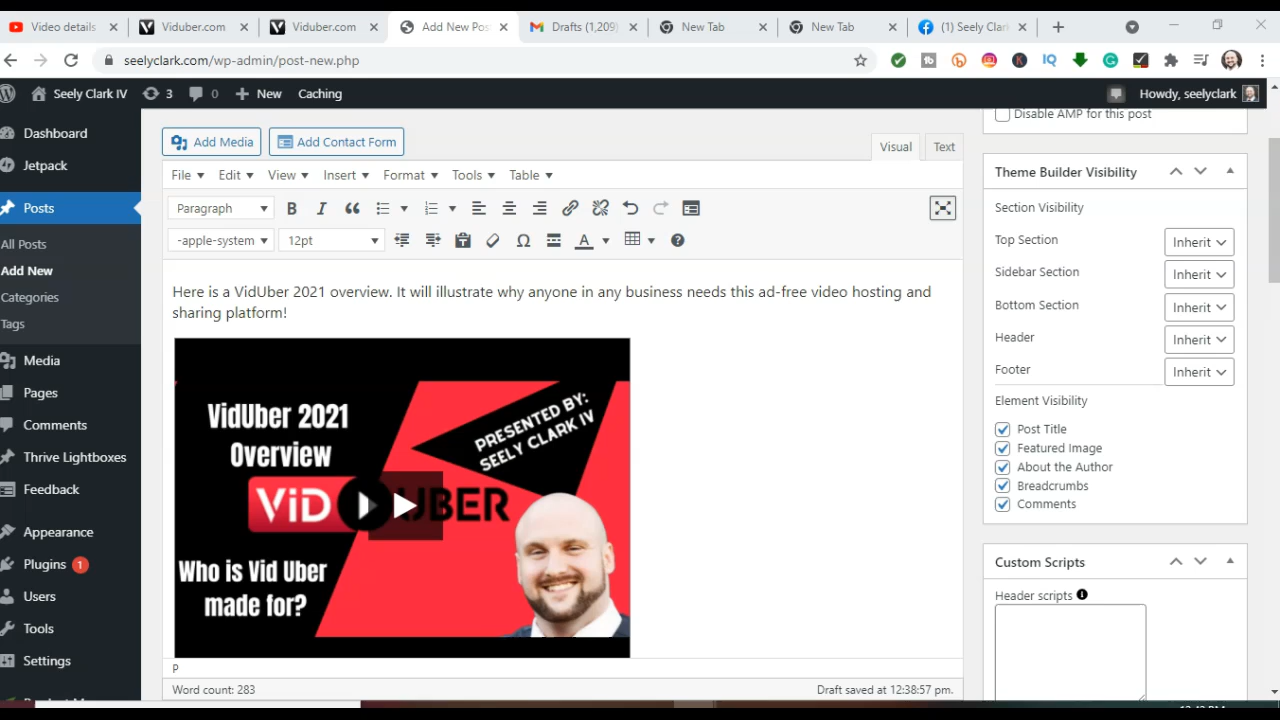 Video details
Viduber.com
Viduber.com
Add New Pos
Drafts (1,209)
New Tab
New Tab
(1) Seely Clar
seelyclark.com/wp-admin/post-new.php
Seely Clark IV
3
0
New
Caching
Howdy, seelyclark
Dashboard
Jetpack
Posts
All Posts
Add New
Categories
Tags
Media
Pages
Comments
Thrive Lightboxes
Feedback
Appearance
Plugins 1
Users
Tools
Settings
Add Media
Add Contact Form
Visual
Text
File
Edit
View
Insert
Format
Tools
Table
Paragraph
-apple-system
12pt
Here is a VidUber 2021 overview. It will illustrate why anyone in any business needs this ad-free video hosting and
sharing platform!
VidUber 2021
Overview
PRESENTED BY:
SEELY CLARK IV
ViD UBER
Who is Vid Uber
made for?
p
Word count: 283
Draft saved at 12:38:57 pm.
Disable AMP for this post
Theme Builder Visibility
Section Visibility
Top Section Inherit
Sidebar Section Inherit
Bottom Section Inherit
Header Inherit
Footer Inherit
Element Visibility
Post Title
Featured Image
About the Author
Breadcrumbs
Comments
Custom Scripts
Header scripts